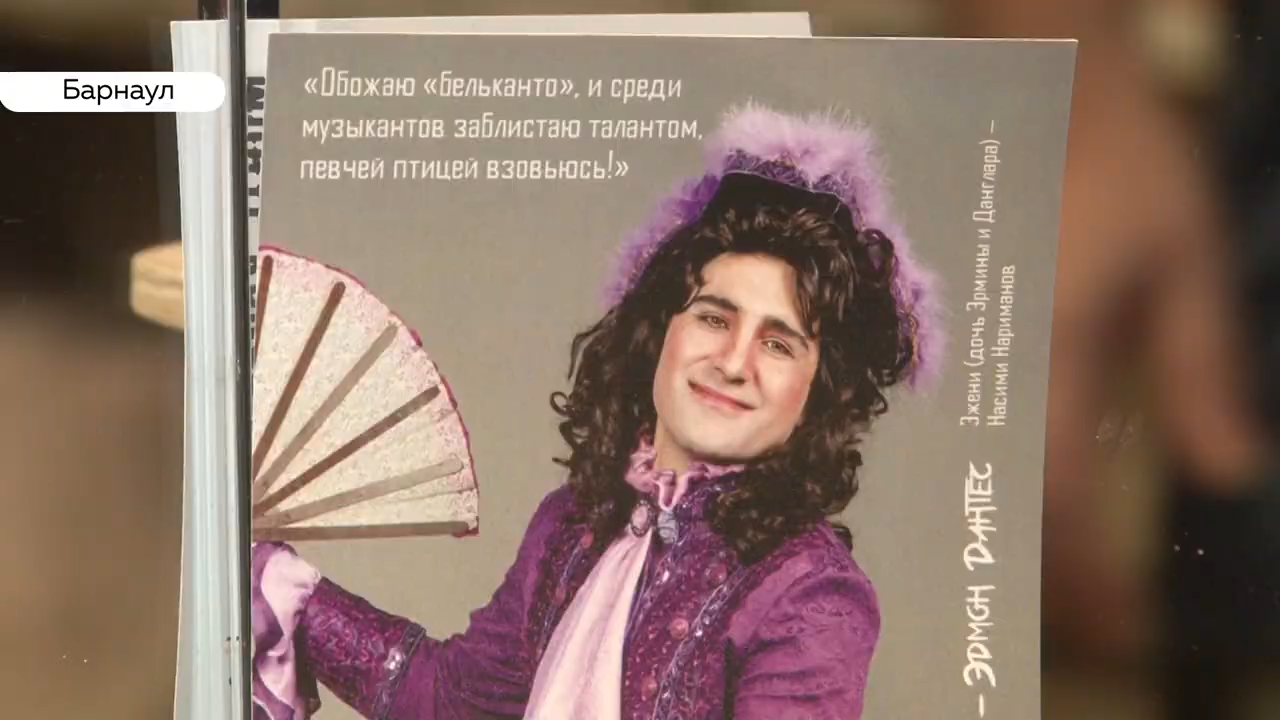 Барнаул
«Обожаю «бельканто», и среди
музыкантов заблистаю талантом,
певчей птицей взовьюсь!»
Эжени (дочь Эрмины и Данглара) –
Насими Нариманов
– ЭДМОН ДАНТЕС